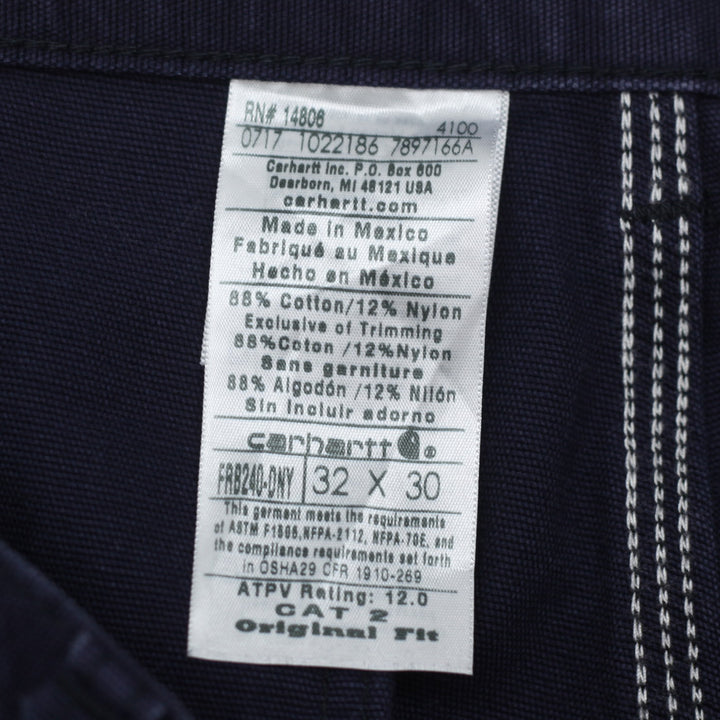 RN# 14806
4100
0717 1022186 7897166A
Carhartt Inc. P.O. Box 600
Dearborn, MI 48121 USA
carhartt.com
Made in Mexico
Fabriqué au Mexique
Hecho en México
88% Cotton/12% Nylon
Exclusive of Trimming
88%Coton /12%Nylon
Sans garniture
88% Algodón /12% Nilón
Sin Incluir adorno
carhartt ®
FRB240-DNY 32 X 30
This garment meets the requirements
of ASTM F1506,NFPA-2112, NFPA-70E, and
the compliance requirements set forth
in OSHA29 CFR 1910-269
ATPV Rating: 12.0
CAT 2
Original Fit